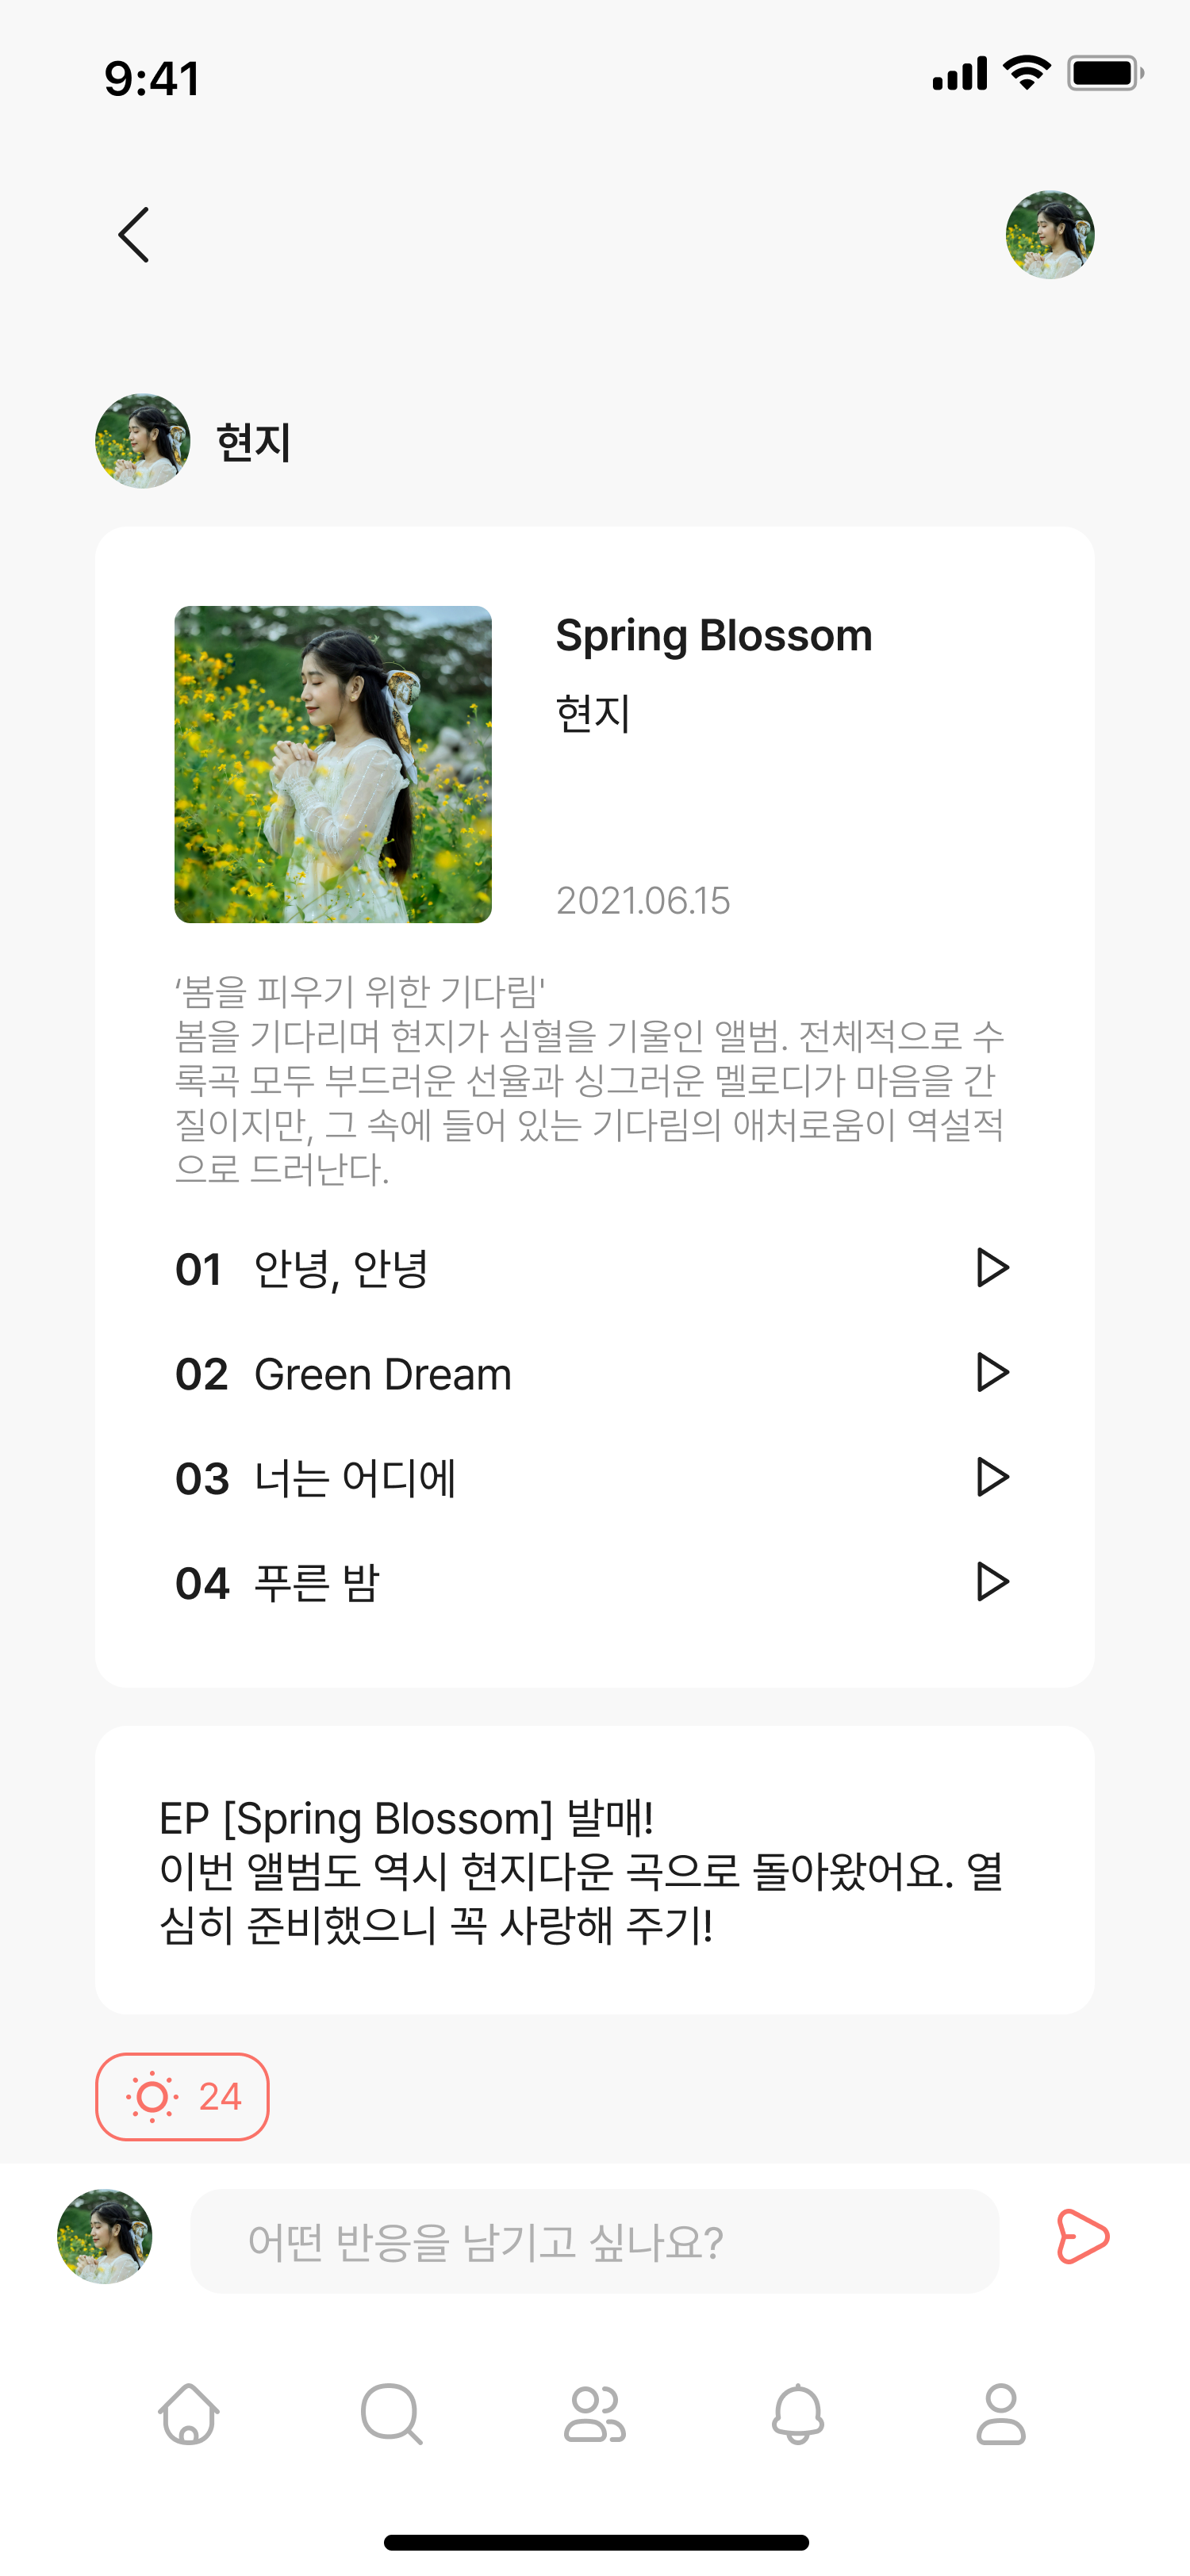 9:41
현지
Spring Blossom
현지
2021.06.15
‘봄을 피우기 위한 기다림'
봄을 기다리며 현지가 심혈을 기울인 앨범. 전체적으로 수
록곡 모두 부드러운 선율과 싱그러운 멜로디가 마음을 간
질이지만, 그 속에 들어 있는 기다림의 애처로움이 역설적
으로 드러난다.
01 안녕, 안녕
02 Green Dream
03 너는 어디에
04 푸른 밤
EP [Spring Blossom] 발매!
이번 앨범도 역시 현지다운 곡으로 돌아왔어요. 열
심히 준비했으니 꼭 사랑해 주기!
24
어떤 반응을 남기고 싶나요?